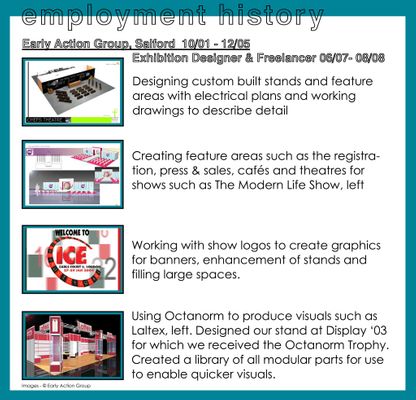 employment history
Early Action Group, Salford 10/01 - 12/05
Exhibition Designer & Freelancer 06/07- 08/08
Designing custom built stands and feature
areas with electrical plans and working
drawings to describe detail
Creating feature areas such as the registra-
tion, press & sales, cafés and theatres for
shows such as The Modern Life Show, left
WELCOME TO
ICE
Working with show logos to create graphics
for banners, enhancement of stands and
filling large spaces.
Using Octanorm to produce visuals such as
Laltex, left. Designed our stand at Display ‘03
for which we received the Octanorm Trophy.
Created a library of all modular parts for use
to enable quicker visuals.
Images - © Early Action Group